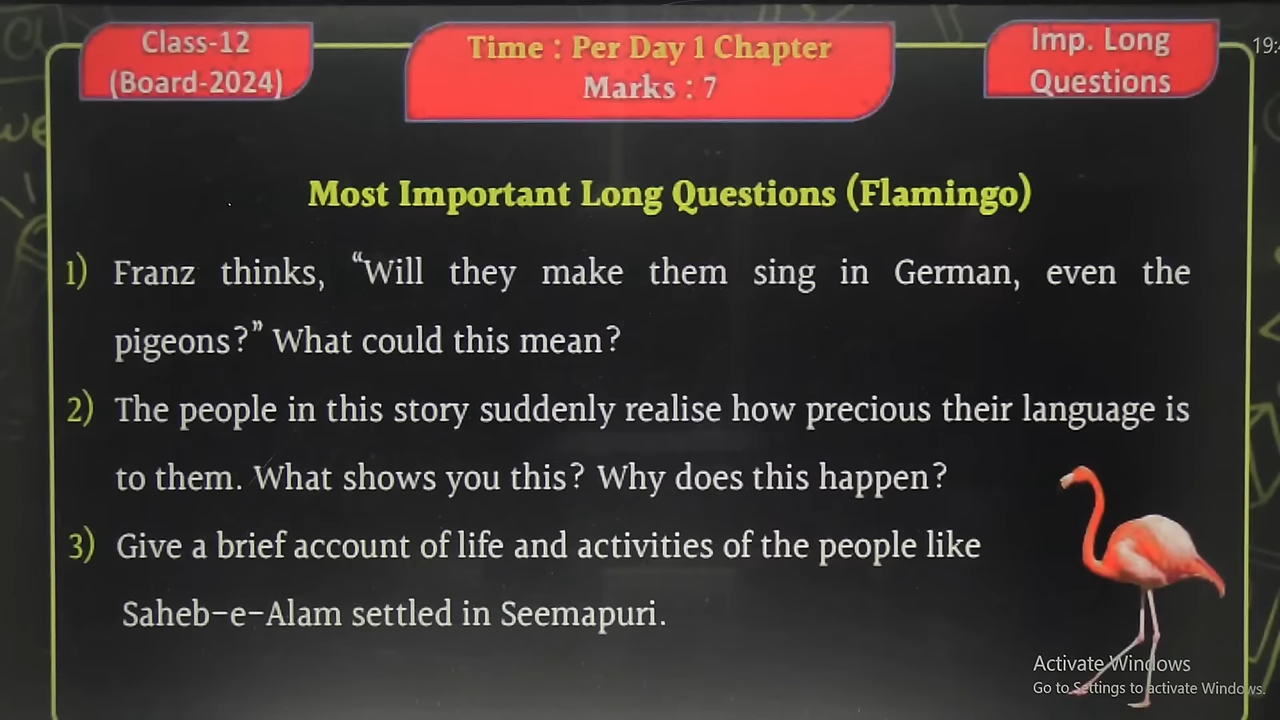 Class-12
(Board-2024)
Time : Per Day 1 Chapter
Marks : 7
Imp. Long
Questions
Most Important Long Questions (Flamingo)
1) Franz thinks, “Will they make them sing in German, even the
pigeons?” What could this mean?
2) The people in this story suddenly realise how precious their language is
to them. What shows you this? Why does this happen?
3) Give a brief account of life and activities of the people like
Saheb-e-Alam settled in Seemapuri.
Activate Windows
Go to Settings to activate Windows.